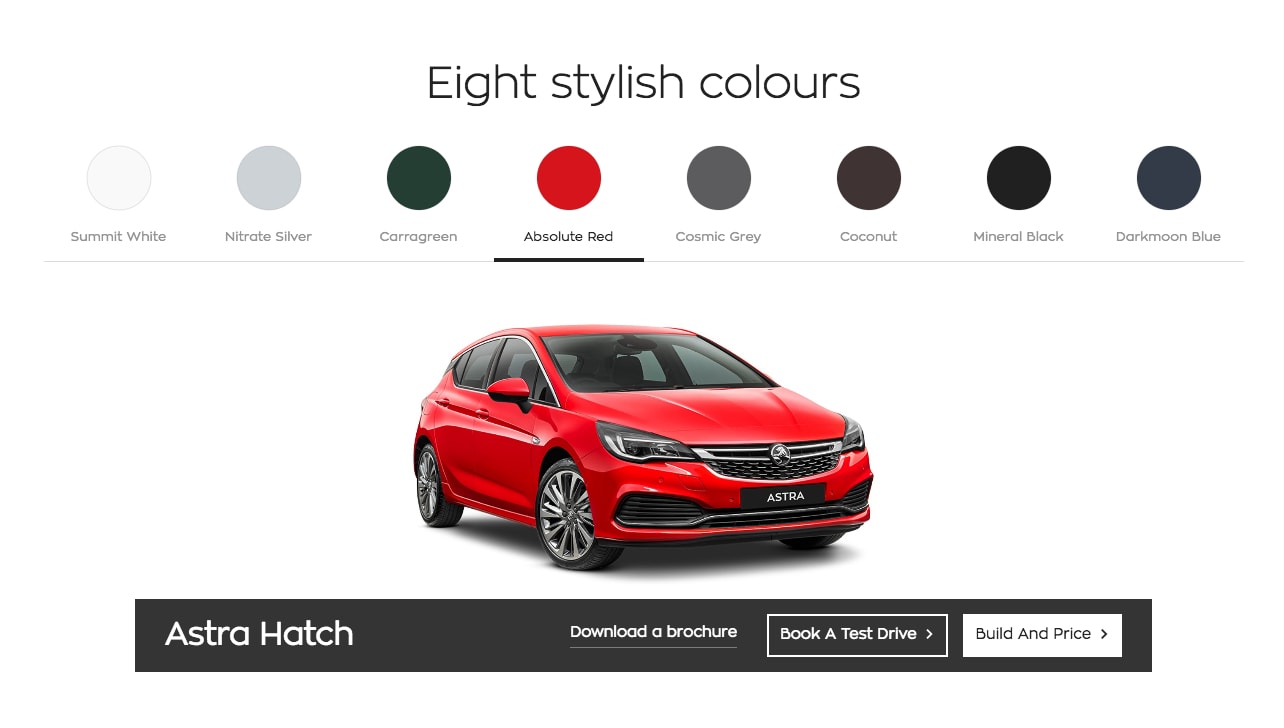 Eight stylish colours
Summit White
Nitrate Silver
Carragreen
Absolute Red
Cosmic Grey
Coconut
Mineral Black
Darkmoon Blue
ASTRA
Astra Hatch
Download a brochure
Book A Test Drive
Build And Price